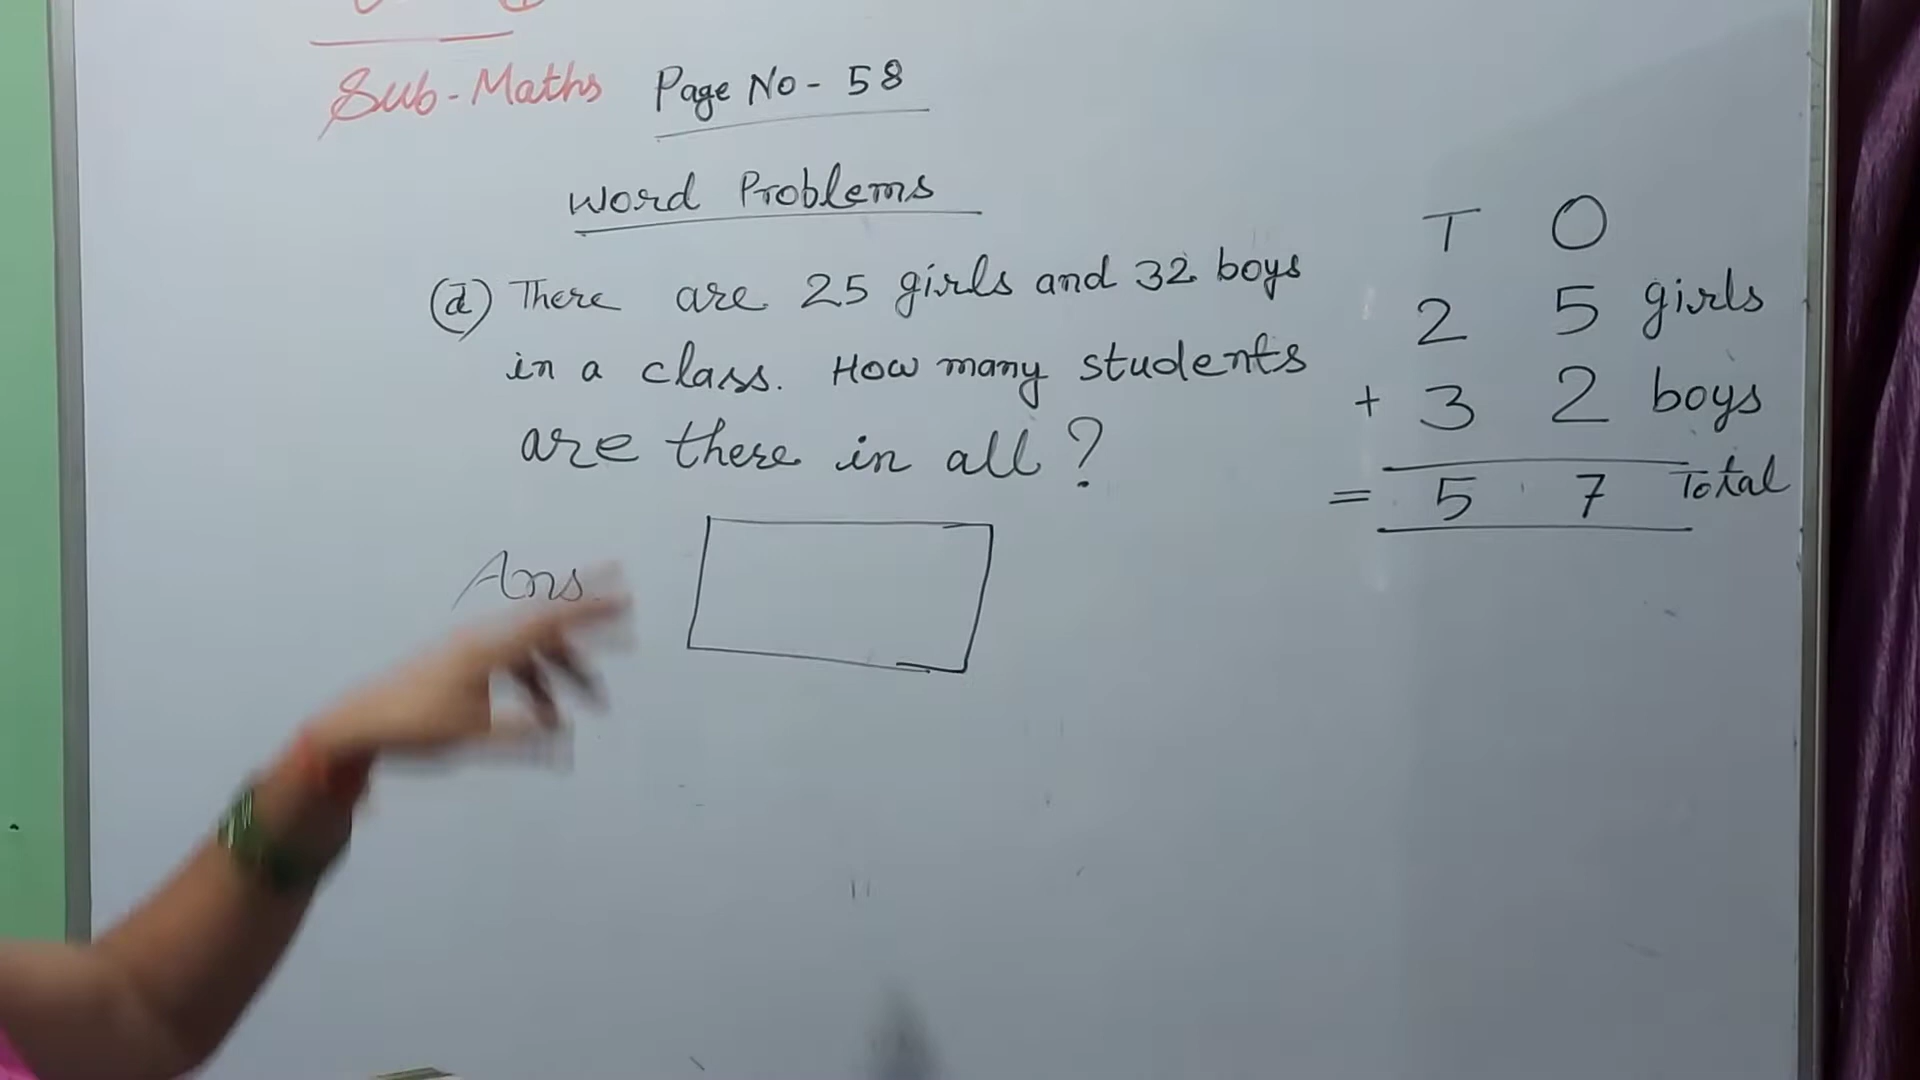 Sub-Maths Page No - 58
Word Problems
(d) There are 25 girls and 32 boys
in a class. How many students
are there in all?
Ans.
T O
2 5 girls
+ 3 2 boys
= 5 7 Total